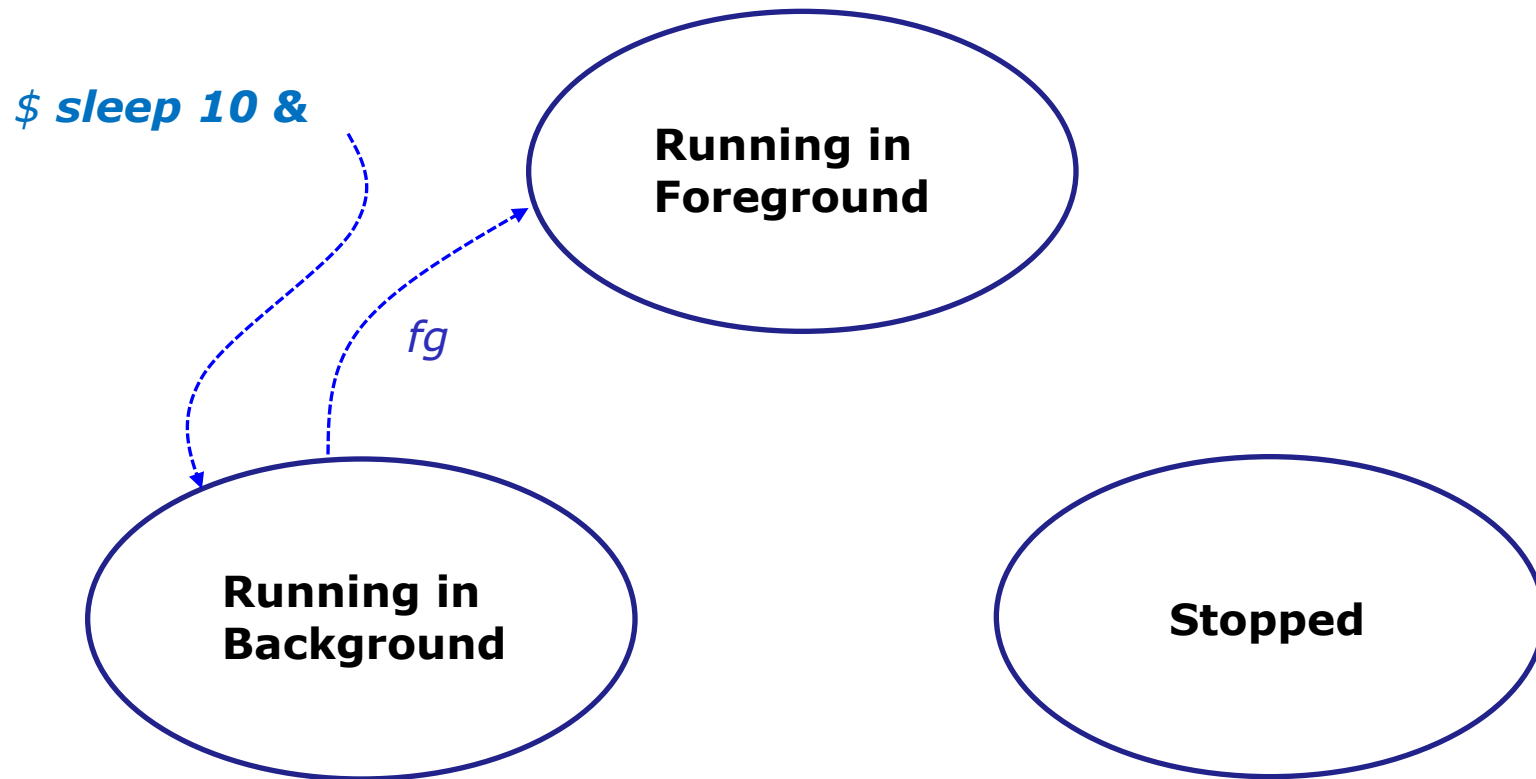 $ sleep 10 &
Running in
Foreground
fg
Running in
Background
Stopped